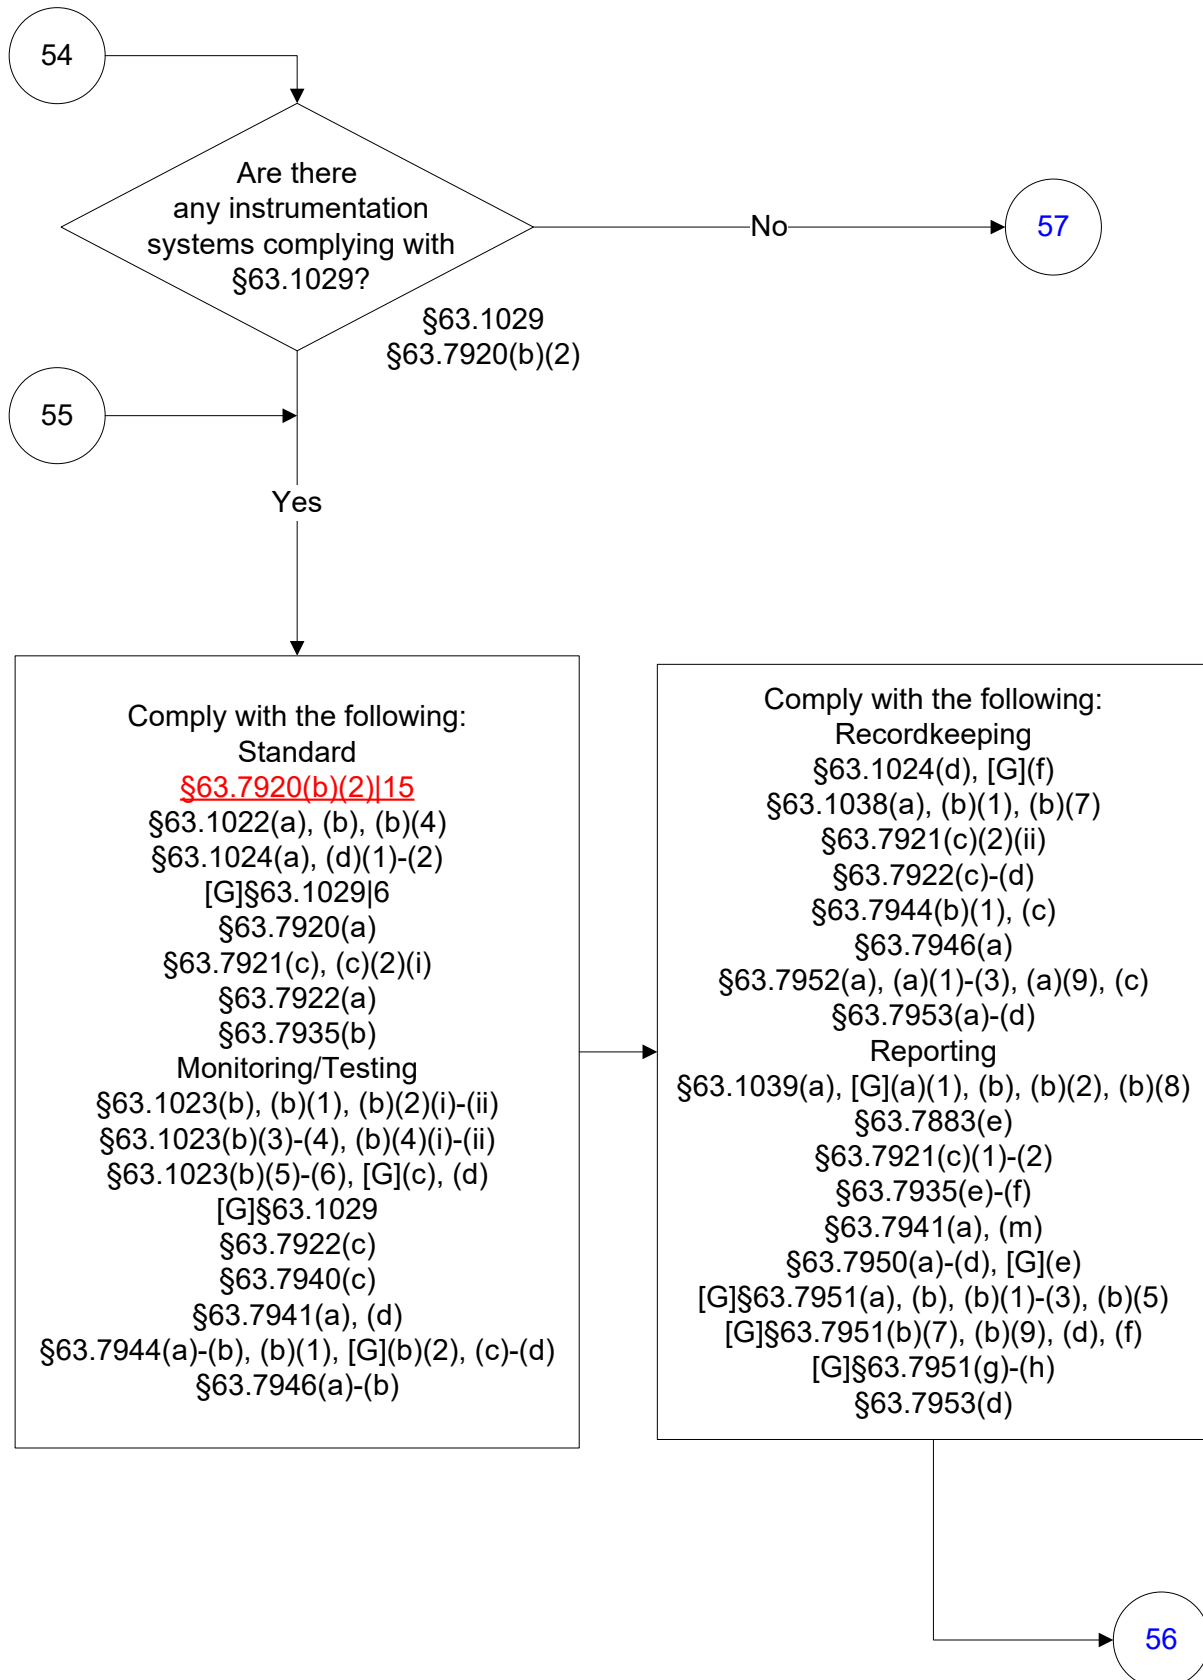 54
Are there
any instrumentation
systems complying with
§63.1029?
No
57
§63.1029
§63.7920(b)(2)
55
Yes
Comply with the following:
Standard
§63.7920(b)(2)|15
§63.1022(a), (b), (b)(4)
§63.1024(a), (d)(1)-(2)
[G]§63.1029|6
§63.7920(a)
§63.7921(c), (c)(2)(i)
§63.7922(a)
§63.7935(b)
Monitoring/Testing
§63.1023(b), (b)(1), (b)(2)(i)-(ii)
§63.1023(b)(3)-(4), (b)(4)(i)-(ii)
§63.1023(b)(5)-(6), [G](c), (d)
[G]§63.1029
§63.7922(c)
§63.7940(c)
§63.7941(a), (d)
§63.7944(a)-(b), (b)(1), [G](b)(2), (c)-(d)
§63.7946(a)-(b)
Comply with the following:
Recordkeeping
§63.1024(d), [G](f)
§63.1038(a), (b)(1), (b)(7)
§63.7921(c)(2)(ii)
§63.7922(c)-(d)
§63.7944(b)(1), (c)
§63.7946(a)
§63.7952(a), (a)(1)-(3), (a)(9), (c)
§63.7953(a)-(d)
Reporting
§63.1039(a), [G](a)(1), (b), (b)(2), (b)(8)
§63.7883(e)
§63.7921(c)(1)-(2)
§63.7935(e)-(f)
§63.7941(a), (m)
§63.7950(a)-(d), [G](e)
[G]§63.7951(a), (b), (b)(1)-(3), (b)(5)
[G]§63.7951(b)(7), (b)(9), (d), (f)
[G]§63.7951(g)-(h)
§63.7953(d)
56